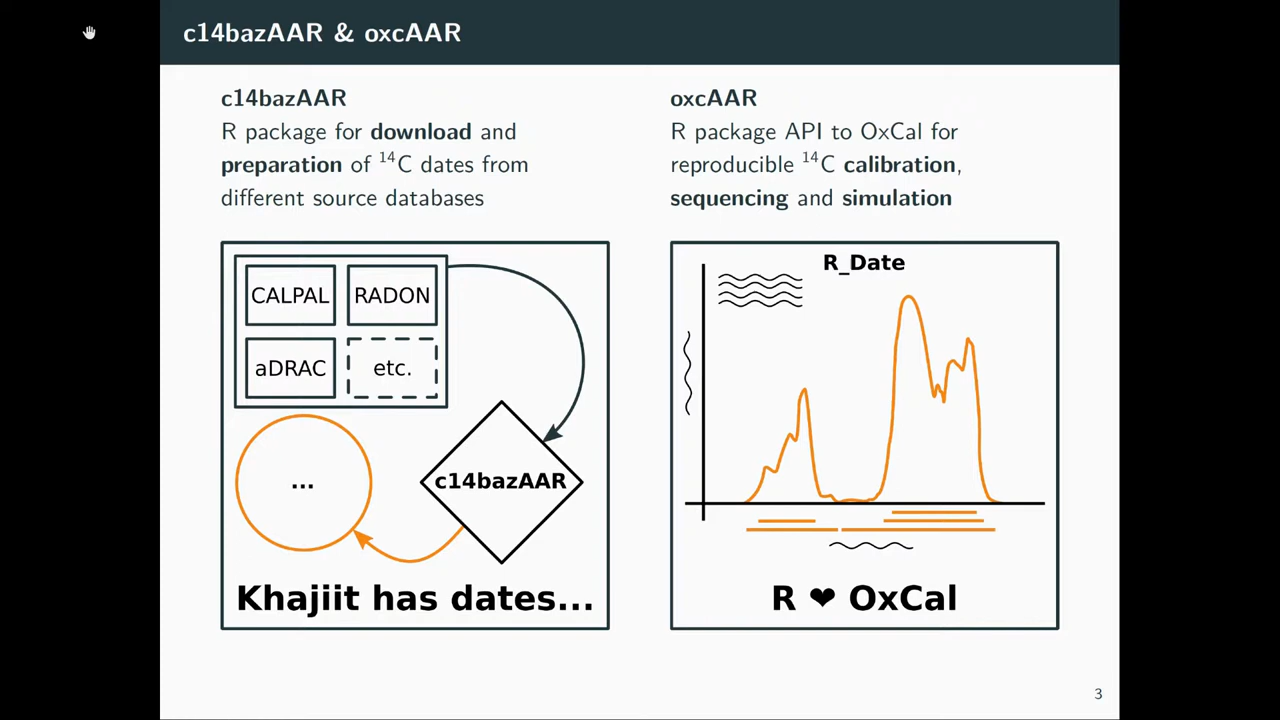 c14bazAAR & oxcAAR
c14bazAAR
R package for download and
preparation of ¹⁴C dates from
different source databases
oxcAAR
R package API to OxCal for
reproducible ¹⁴C calibration,
sequencing and simulation
CALPAL RADON
aDRAC etc.
...
c14bazAAR
Khajiit has dates...
R_Date
R ❤ OxCal
3